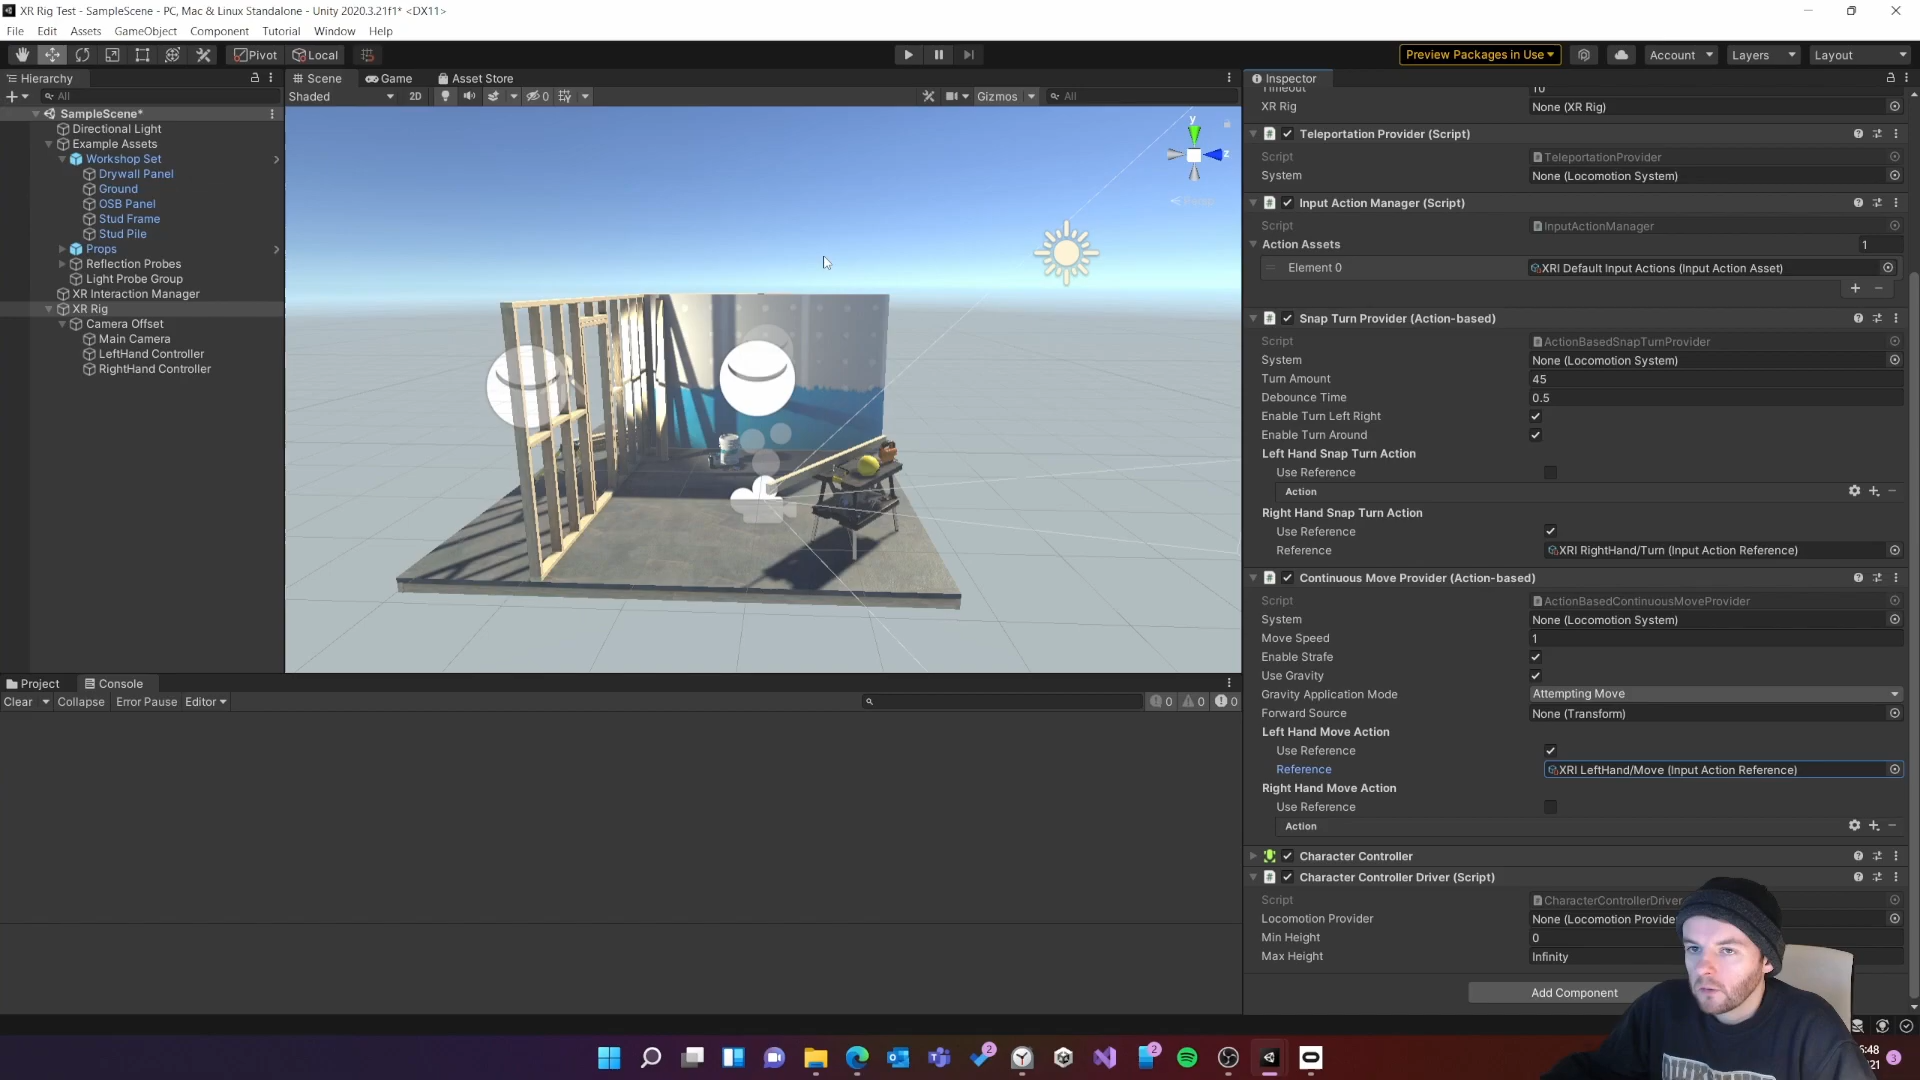 XR Rig Test - SampleScene - PC, Mac & Linux Standalone - Unity 2020.3.21f1* <DX11>
File Edit Assets GameObject Component Tutorial Window Help
Pivot Local Preview Packages in Use Account Layers Layout
Hierarchy
All
SampleScene*
Directional Light
Example Assets
Workshop Set
Drywall Panel
Ground
OSB Panel
Stud Frame
Stud Pile
Props
Reflection Probes
Light Probe Group
XR Interaction Manager
XR Rig
Camera Offset
Main Camera
LeftHand Controller
RightHand Controller
Scene Game Asset Store
Shaded 2D 0 Gizmos All
y
z
Persp
Project Console
Clear Collapse Error Pause Editor 0 0 0
Inspector
Timeout 10
XR Rig None (XR Rig)
Teleportation Provider (Script)
Script TeleportationProvider
System None (Locomotion System)
Input Action Manager (Script)
Script InputActionManager
Action Assets 1
Element 0 XRI Default Input Actions (Input Action Asset)
Snap Turn Provider (Action-based)
Script ActionBasedSnapTurnProvider
System None (Locomotion System)
Turn Amount 45
Debounce Time 0.5
Enable Turn Left Right
Enable Turn Around
Left Hand Snap Turn Action
Use Reference
Action
Right Hand Snap Turn Action
Use Reference
Reference XRI RightHand/Turn (Input Action Reference)
Continuous Move Provider (Action-based)
Script ActionBasedContinuousMoveProvider
System None (Locomotion System)
Move Speed 1
Enable Strafe
Use Gravity
Gravity Application Mode Attempting Move
Forward Source None (Transform)
Left Hand Move Action
Use Reference
Reference XRI LeftHand/Move (Input Action Reference)
Right Hand Move Action
Use Reference
Action
Character Controller
Character Controller Driver (Script)
Script CharacterControllerDriver
Locomotion Provider None (Locomotion Provide
Min Height 0
Max Height Infinity
Add Component
2 2 :48
21 3